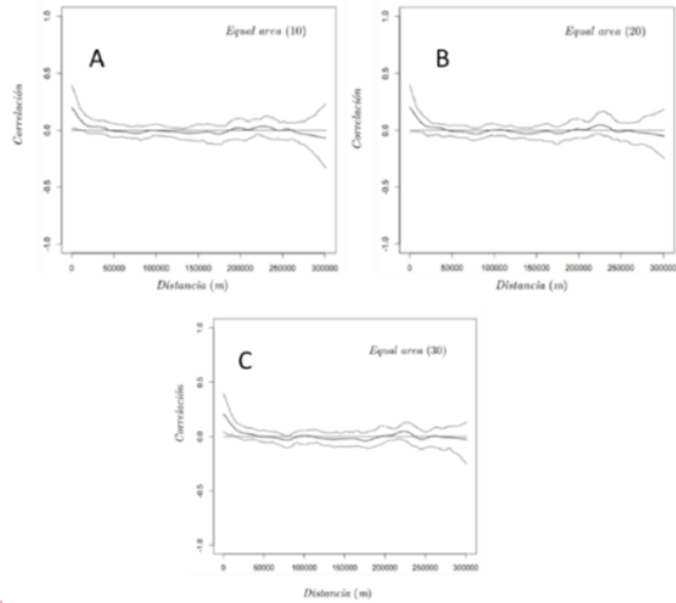 Equal area (10)
A
Correlación
1.0
0.5
0.0
-0.5
-1.0
0 50000 100000 150000 200000 250000 300000
Distancia (m)
Equal area (20)
B
Correlación
1.0
0.5
0.0
-0.5
-1.0
0 50000 100000 150000 200000 250000 300000
Distancia (m)
Equal area (30)
C
Correlación
1.0
0.5
0.0
-0.5
-1.0
0 50000 100000 150000 200000 250000 300000
Distancia (m)